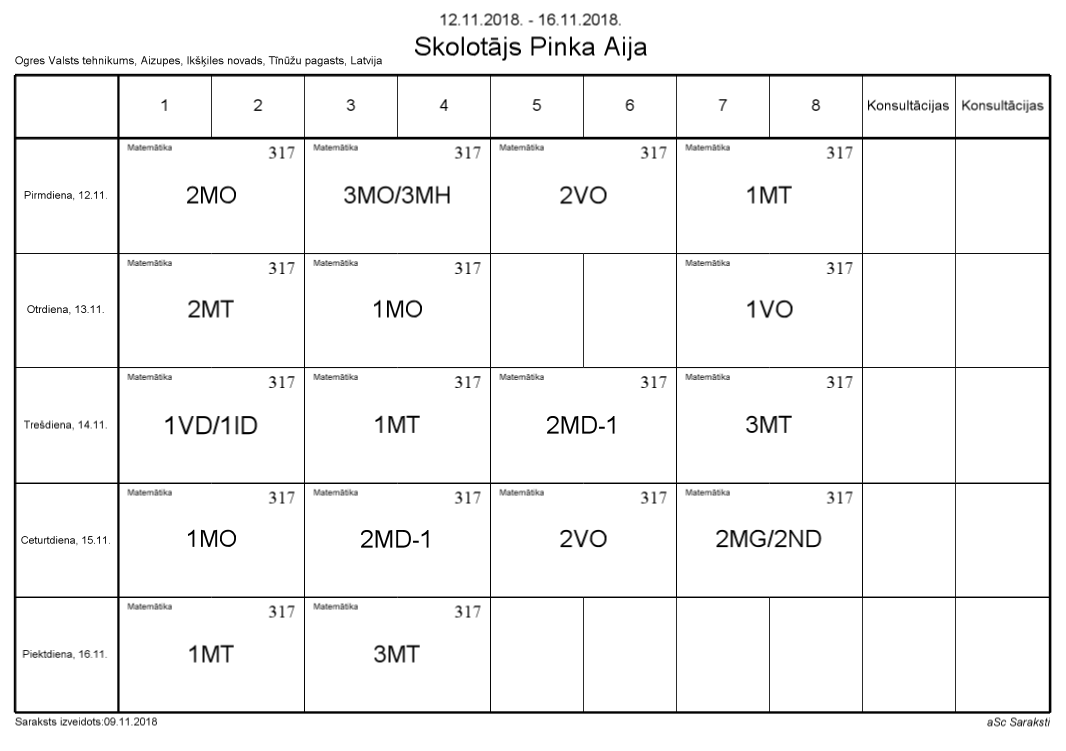 12.11.2018. - 16.11.2018.
Skolotājs Pinka Aija
Ogres Valsts tehnikums, Aizupes, Ikšķiles novads, Tīnūžu pagasts, Latvija
1 2 3 4 5 6 7 8 Konsultācijas Konsultācijas
Matemātika 317 Matemātika 317 Matemātika 317 Matemātika 317
Pirmdiena, 12.11. 2MO 3MO/3MH 2VO 1MT
Matemātika 317 Matemātika 317 Matemātika 317
Otrdiena, 13.11. 2MT 1MO 1VO
Matemātika 317 Matemātika 317 Matemātika 317 Matemātika 317
Trešdiena, 14.11. 1VD/1ID 1MT 2MD-1 3MT
Matemātika 317 Matemātika 317 Matemātika 317 Matemātika 317
Ceturtdiena, 15.11. 1MO 2MD-1 2VO 2MG/2ND
Matemātika 317 Matemātika 317
Piektdiena, 16.11. 1MT 3MT
Saraksts izveidots:09.11.2018 aSc Saraksti